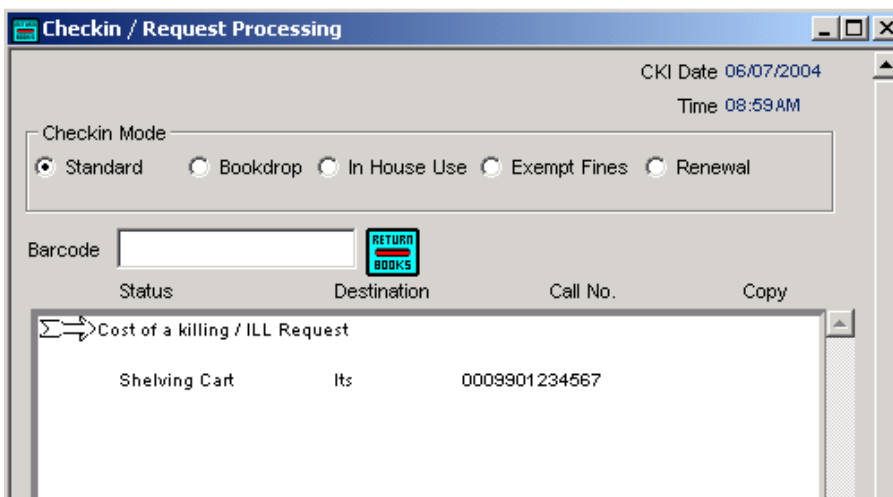 Checkin / Request Processing
CKI Date 06/07/2004
Time 08:59AM
Checkin Mode
Standard Bookdrop In House Use Exempt Fines Renewal
Barcode RETURN BOOKS
Status Destination Call No. Copy
Cost of a killing / ILL Request
Shelving Cart lts 0009901234567